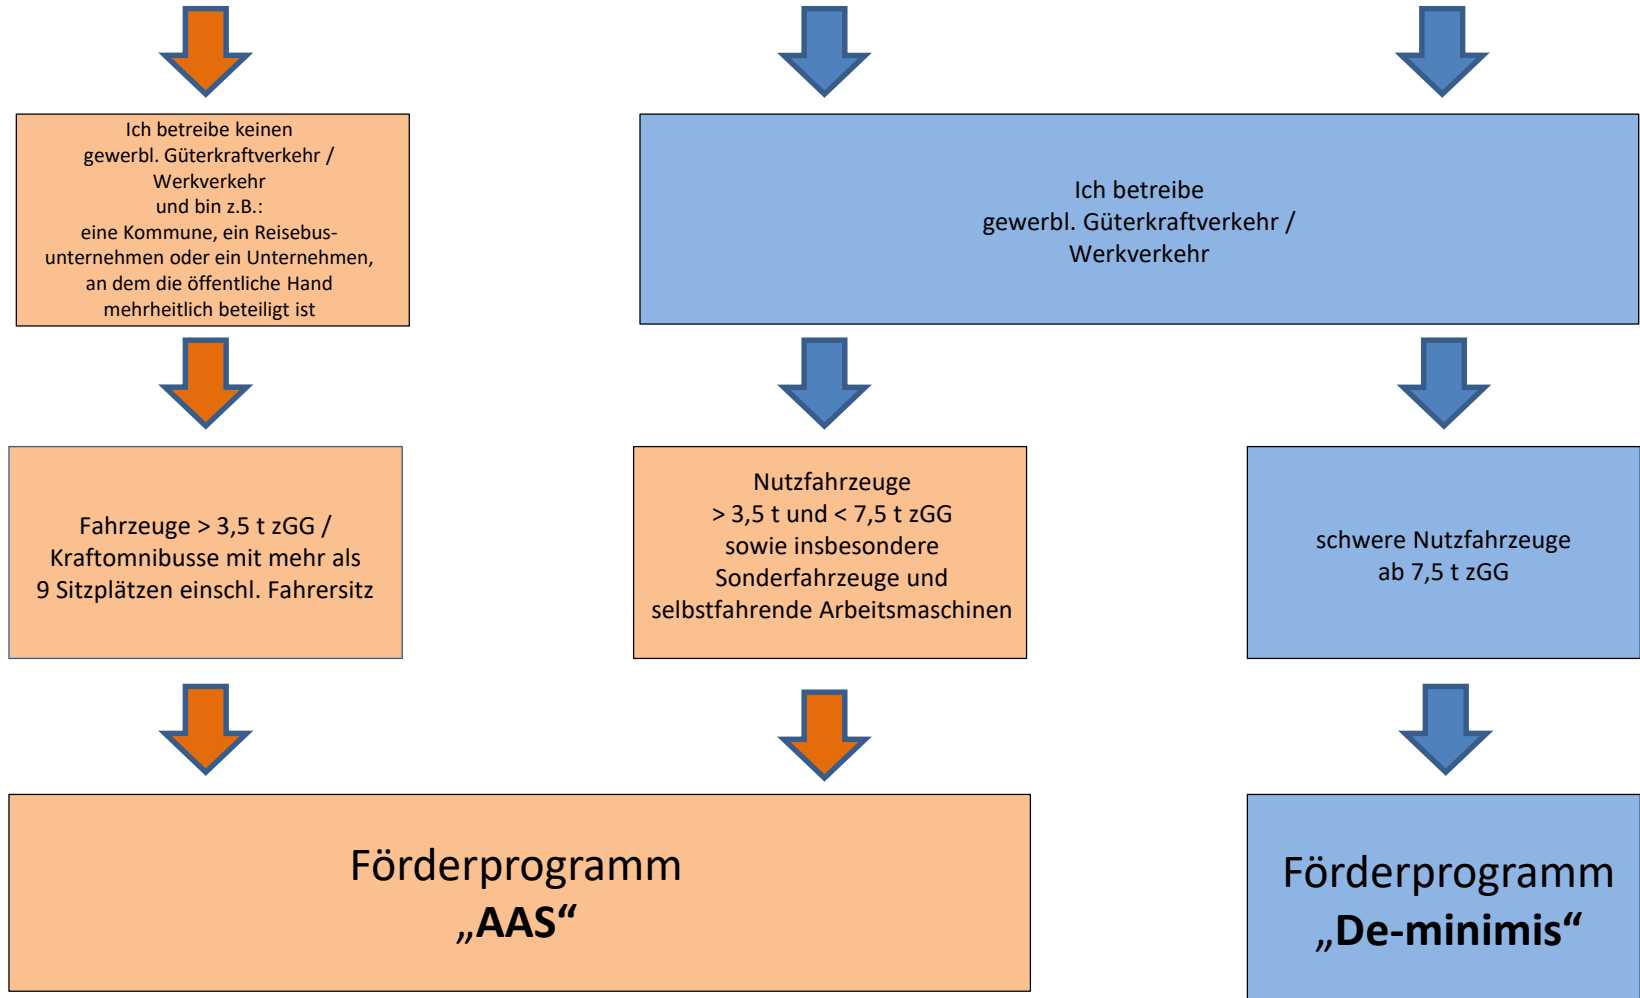 Ich betreibe keinen
gewerbl. Güterkraftverkehr /
Werkverkehr
und bin z.B.:
eine Kommune, ein Reisebus-
unternehmen oder ein Unternehmen,
an dem die öffentliche Hand
mehrheitlich beteiligt ist
Ich betreibe
gewerbl. Güterkraftverkehr /
Werkverkehr
Fahrzeuge > 3,5 t zGG /
Kraftomnibusse mit mehr als
9 Sitzplätzen einschl. Fahrersitz
Nutzfahrzeuge
> 3,5 t und < 7,5 t zGG
sowie insbesondere
Sonderfahrzeuge und
selbstfahrende Arbeitsmaschinen
schwere Nutzfahrzeuge
ab 7,5 t zGG
Förderprogramm
„AAS“
Förderprogramm
„De-minimis“